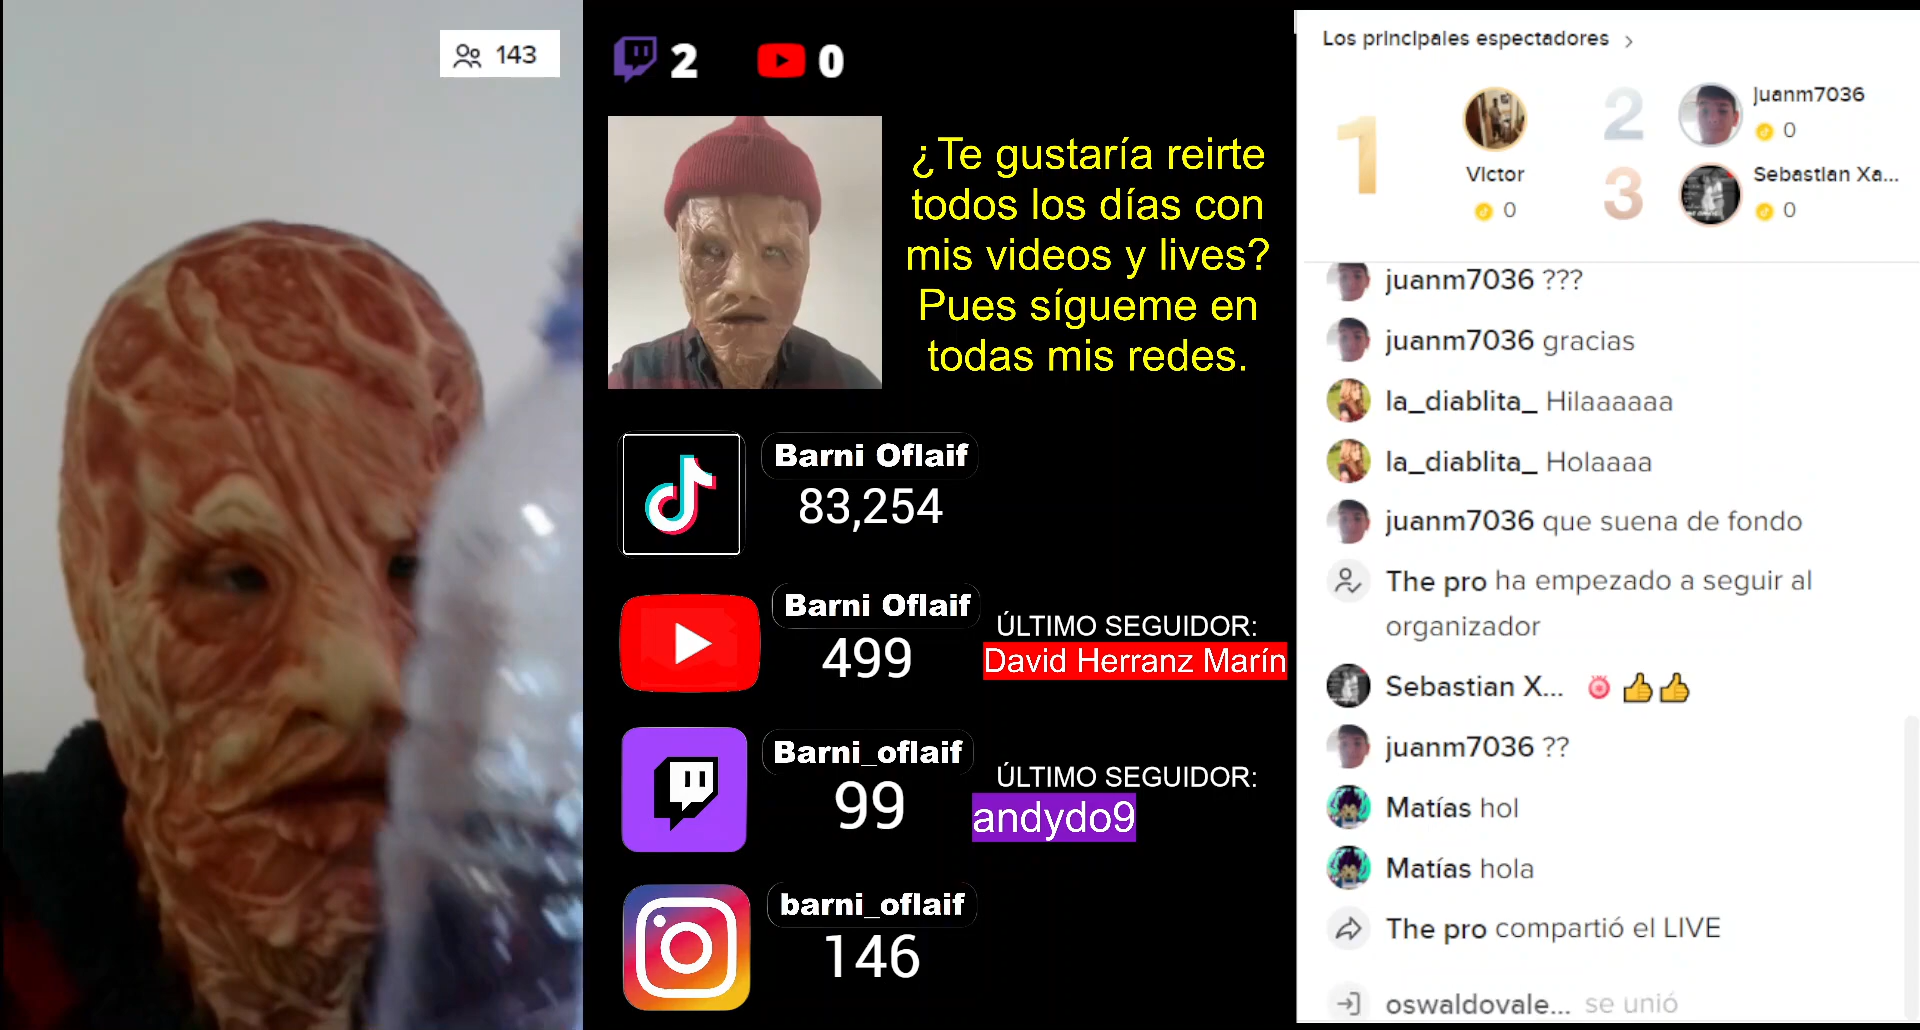 143
2
0
¿Te gustaría reirte
todos los días con
mis videos y lives?
Pues sígueme en
todas mis redes.
Barni Oflaif
83,254
Barni Oflaif
499
ÚLTIMO SEGUIDOR:
David Herranz Marín
Barni_oflaif
99
ÚLTIMO SEGUIDOR:
andydo9
barni_oflaif
146
Los principales espectadores >
1
Victor
0
2
juanm7036
0
3
Sebastian Xa...
0
juanm7036 ???
juanm7036 gracias
la_diablita_ Hilaaaaaa
la_diablita_ Holaaaa
juanm7036 que suena de fondo
The pro ha empezado a seguir al
organizador
Sebastian X... 👍👍
juanm7036 ??
Matías hol
Matías hola
The pro compartió el LIVE
oswaldovale... se unió